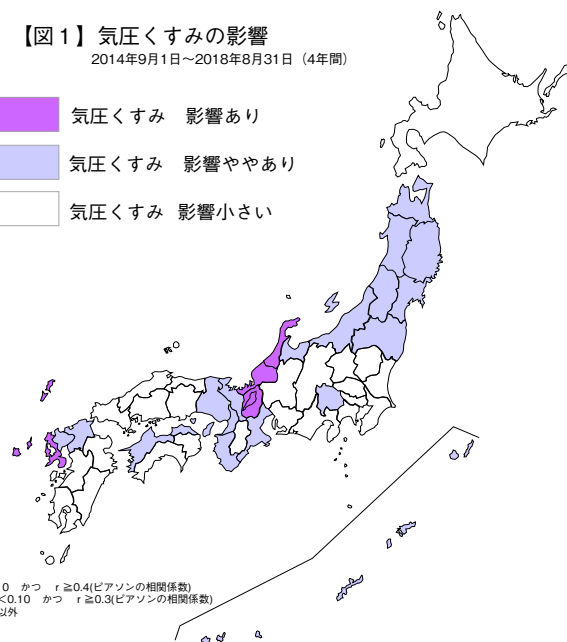 【図1】気圧くすみの影響
2014年9月1日〜2018年8月31日（4年間）
気圧くすみ　影響あり
気圧くすみ　影響ややあり
気圧くすみ　影響小さい
0　かつ　r ≧0.4(ピアソンの相関係数)
<0.10　かつ　r ≧0.3(ピアソンの相関係数)
以外